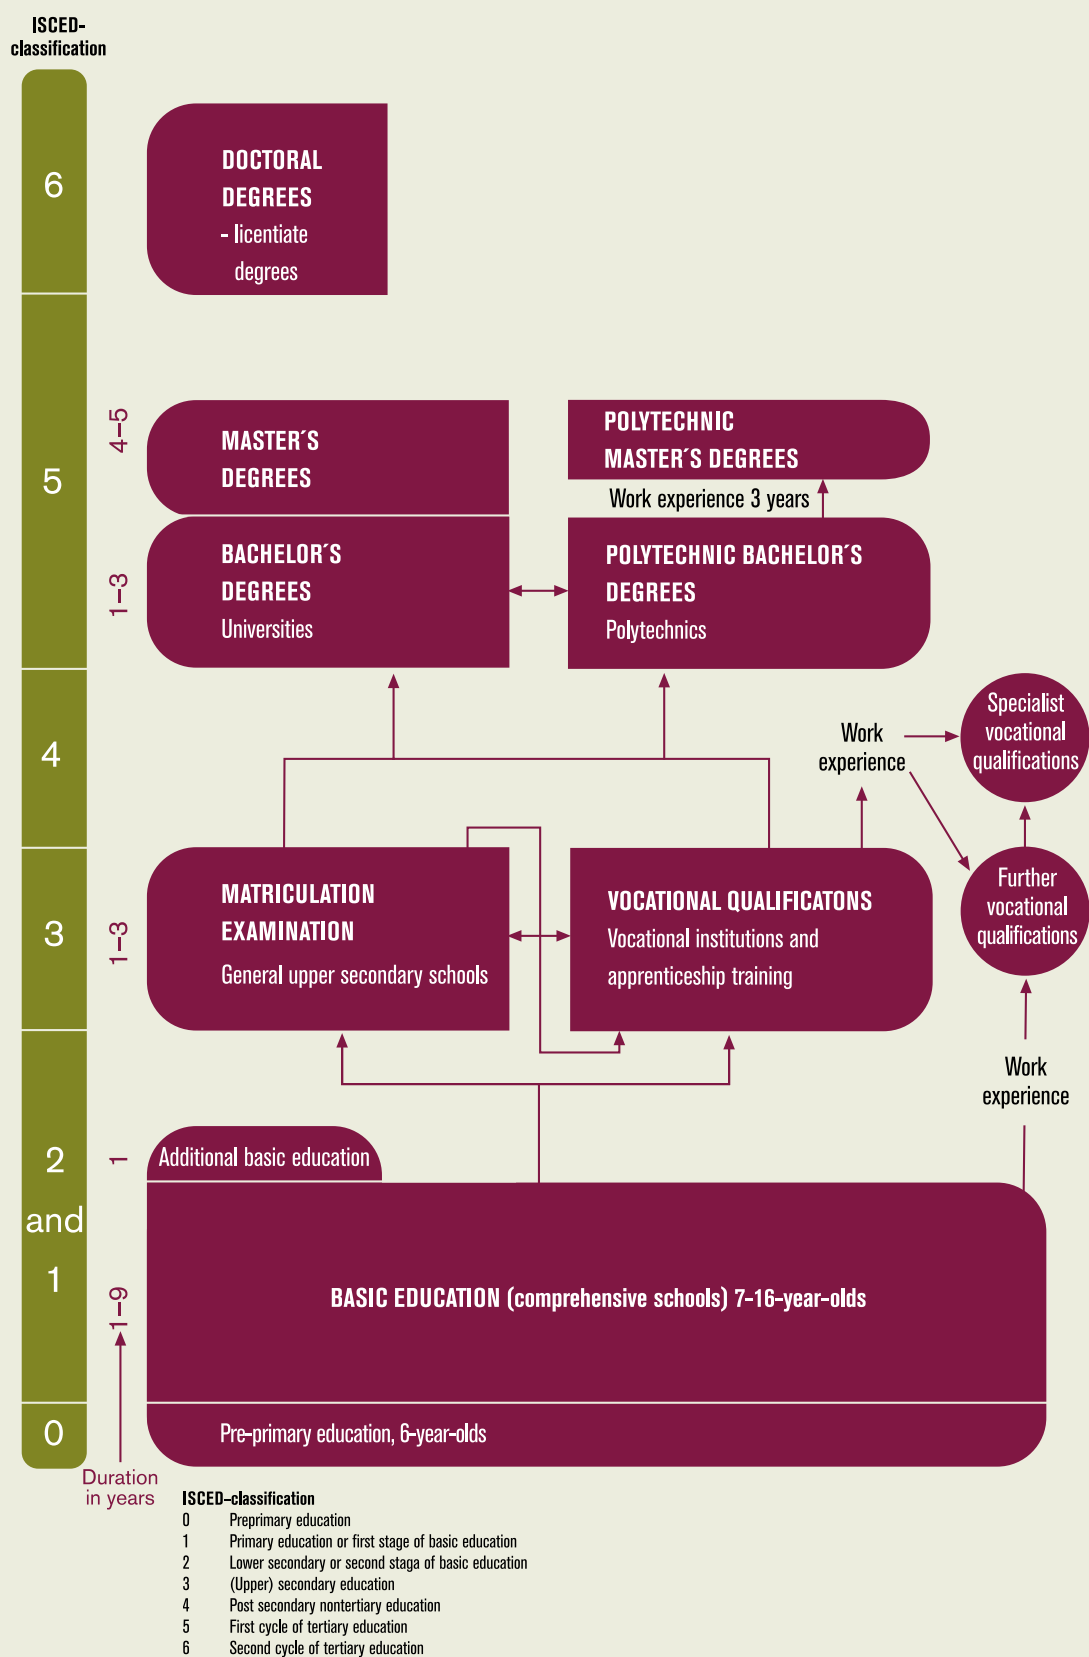 ISCED-
classification
6
DOCTORAL
DEGREES
- licentiate
degrees
5
4–5
MASTER´S
DEGREES
POLYTECHNIC
MASTER´S DEGREES
Work experience 3 years
1–3
BACHELOR´S
DEGREES
Universities
POLYTECHNIC BACHELOR´S
DEGREES
Polytechnics
4
Work
experience
Specialist
vocational
qualifications
3
1–3
MATRICULATION
EXAMINATION
General upper secondary schools
VOCATIONAL QUALIFICATONS
Vocational institutions and
apprenticeship training
Further
vocational
qualifications
Work
experience
2
and
1
1
Additional basic education
1–9
BASIC EDUCATION (comprehensive schools) 7-16-year-olds
0
Pre-primary education, 6-year-olds
Duration
in years
ISCED–classification
0 Preprimary education
1 Primary education or first stage of basic education
2 Lower secondary or second staga of basic education
3 (Upper) secondary education
4 Post secondary nontertiary education
5 First cycle of tertiary education
6 Second cycle of tertiary education